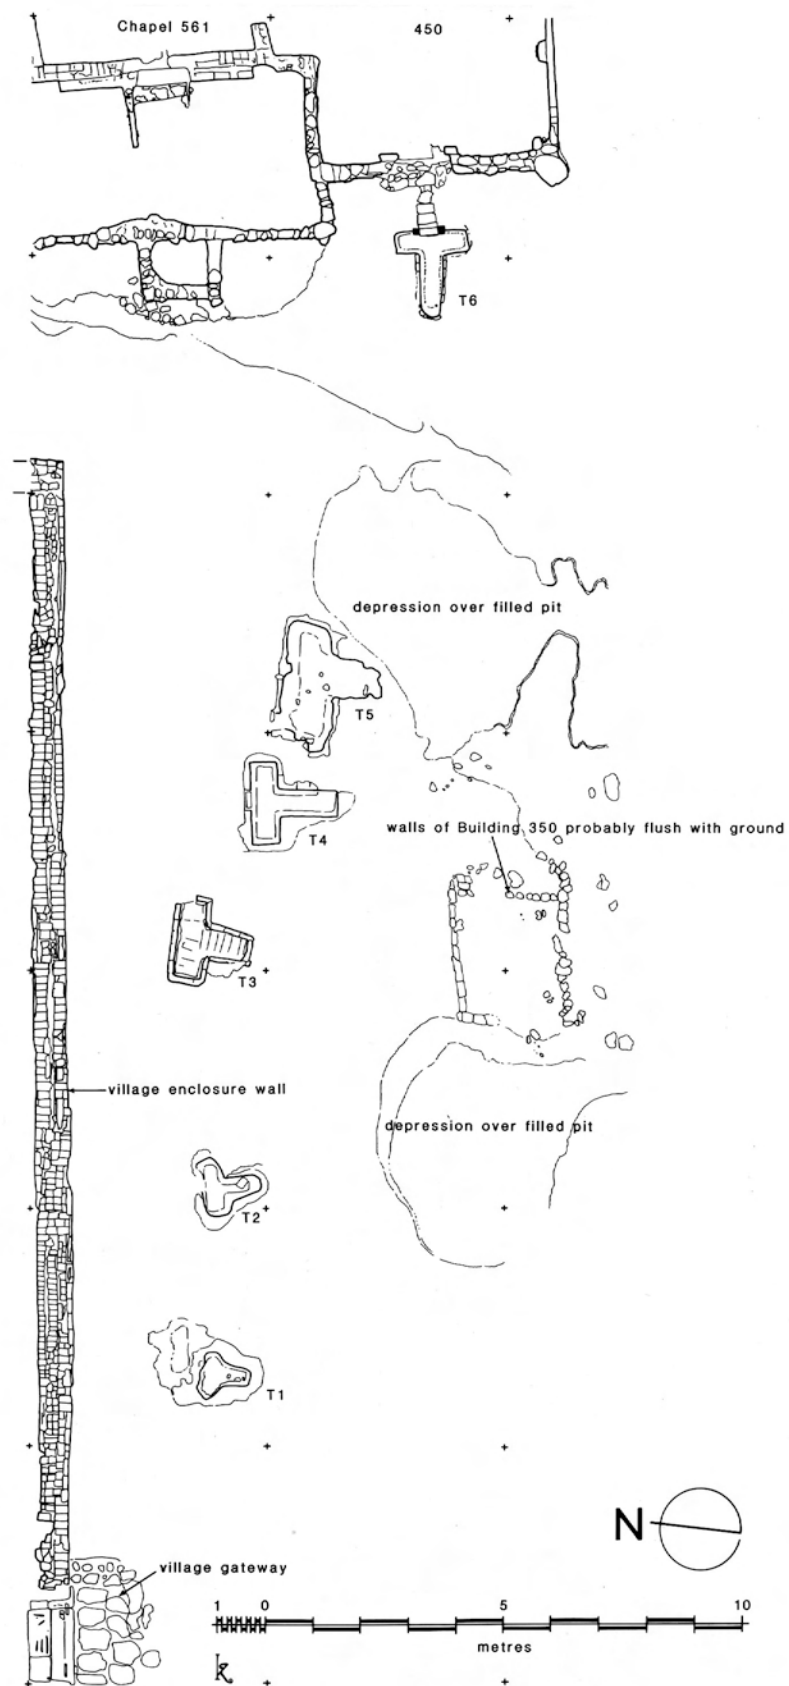 Chapel 561
450
T6
depression over filled pit
T5
walls of Building 350 probably flush with ground
T4
T3
village enclosure wall
depression over filled pit
T2
T1
N
village gateway
1 0 5 10
metres
k